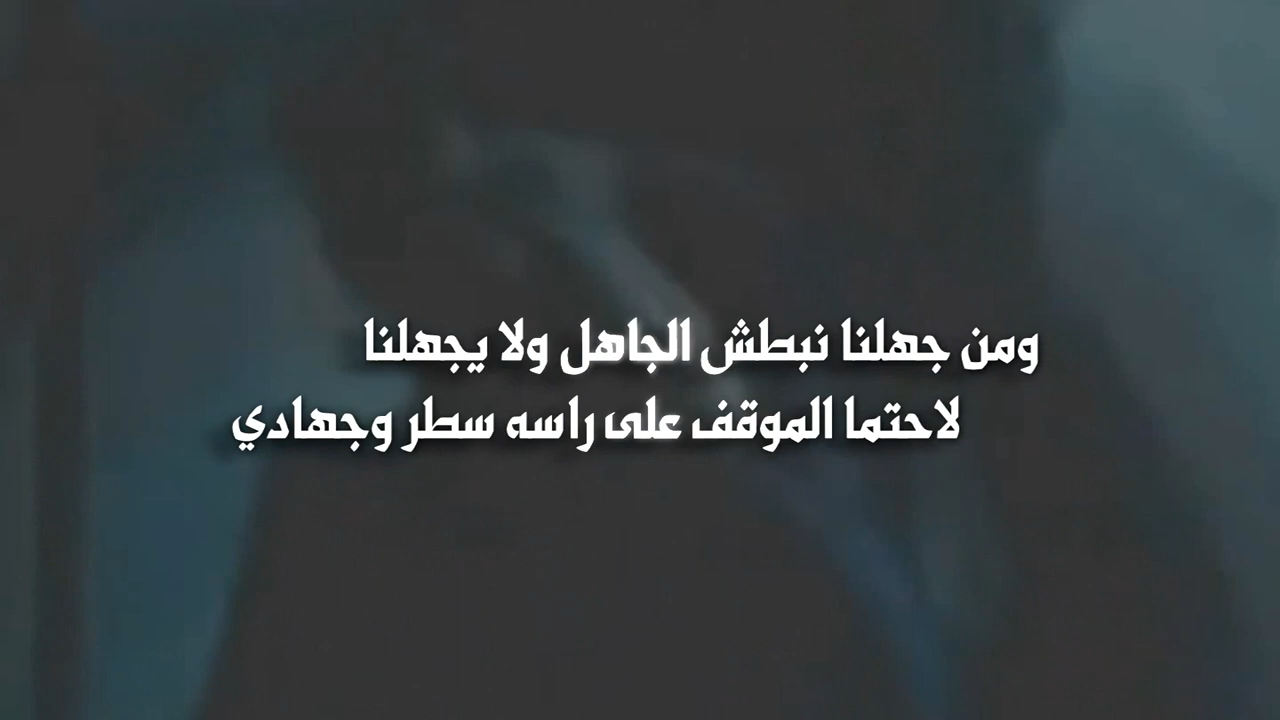 ومن جهلنا نبطش الجاهل ولا يجهلنا
لاحتما الموقف على راسه سطر وجهادي